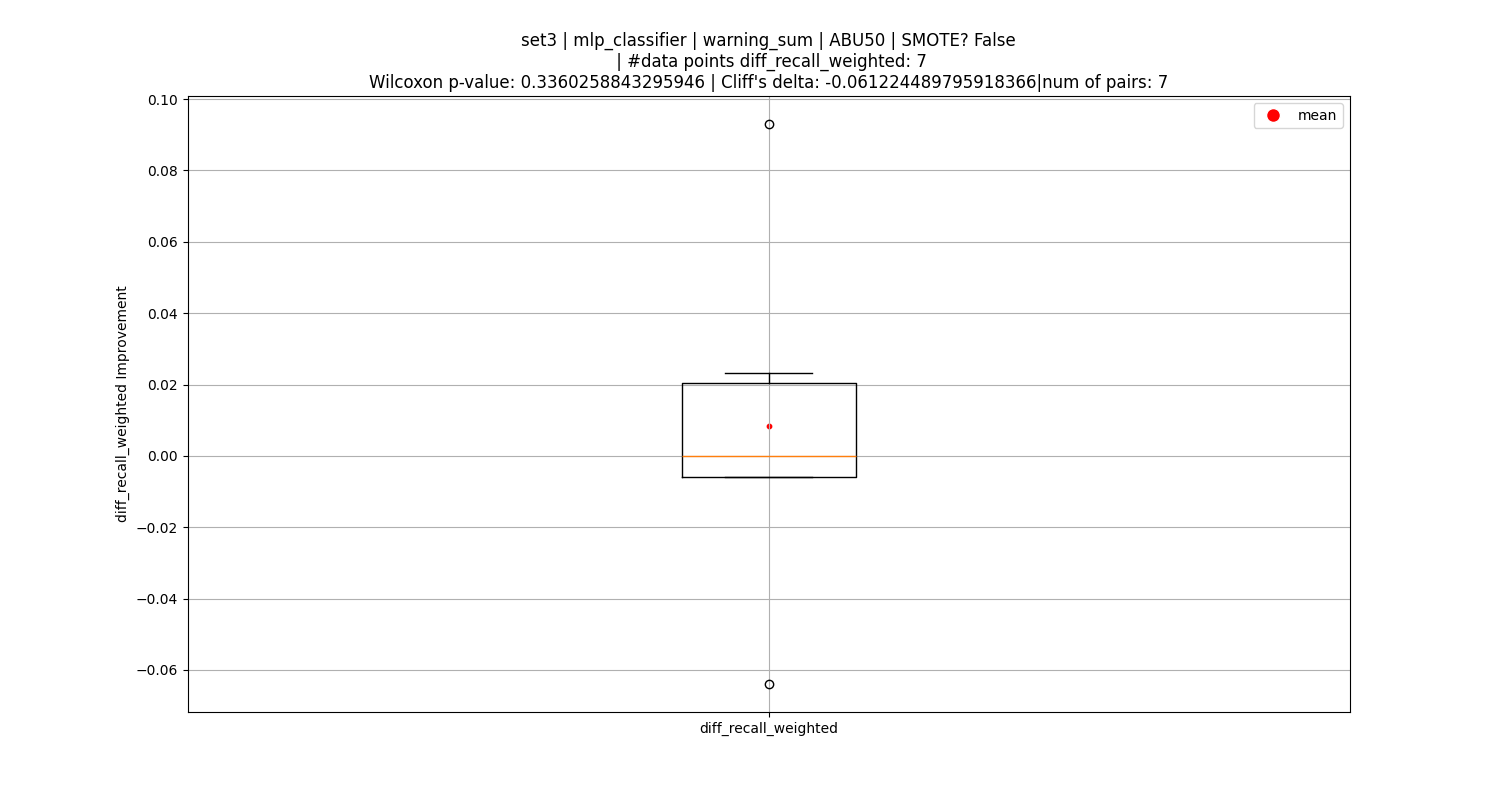 set3 | mlp_classifier | warning_sum | ABU50 | SMOTE? False
| #data points diff_recall_weighted: 7
Wilcoxon p-value: 0.3360258843295946 | Cliff's delta: -0.061224489795918366|num of pairs: 7
mean
0.10
0.08
0.06
0.04
0.02
0.00
−0.02
−0.04
−0.06
diff_recall_weighted Improvement
diff_recall_weighted